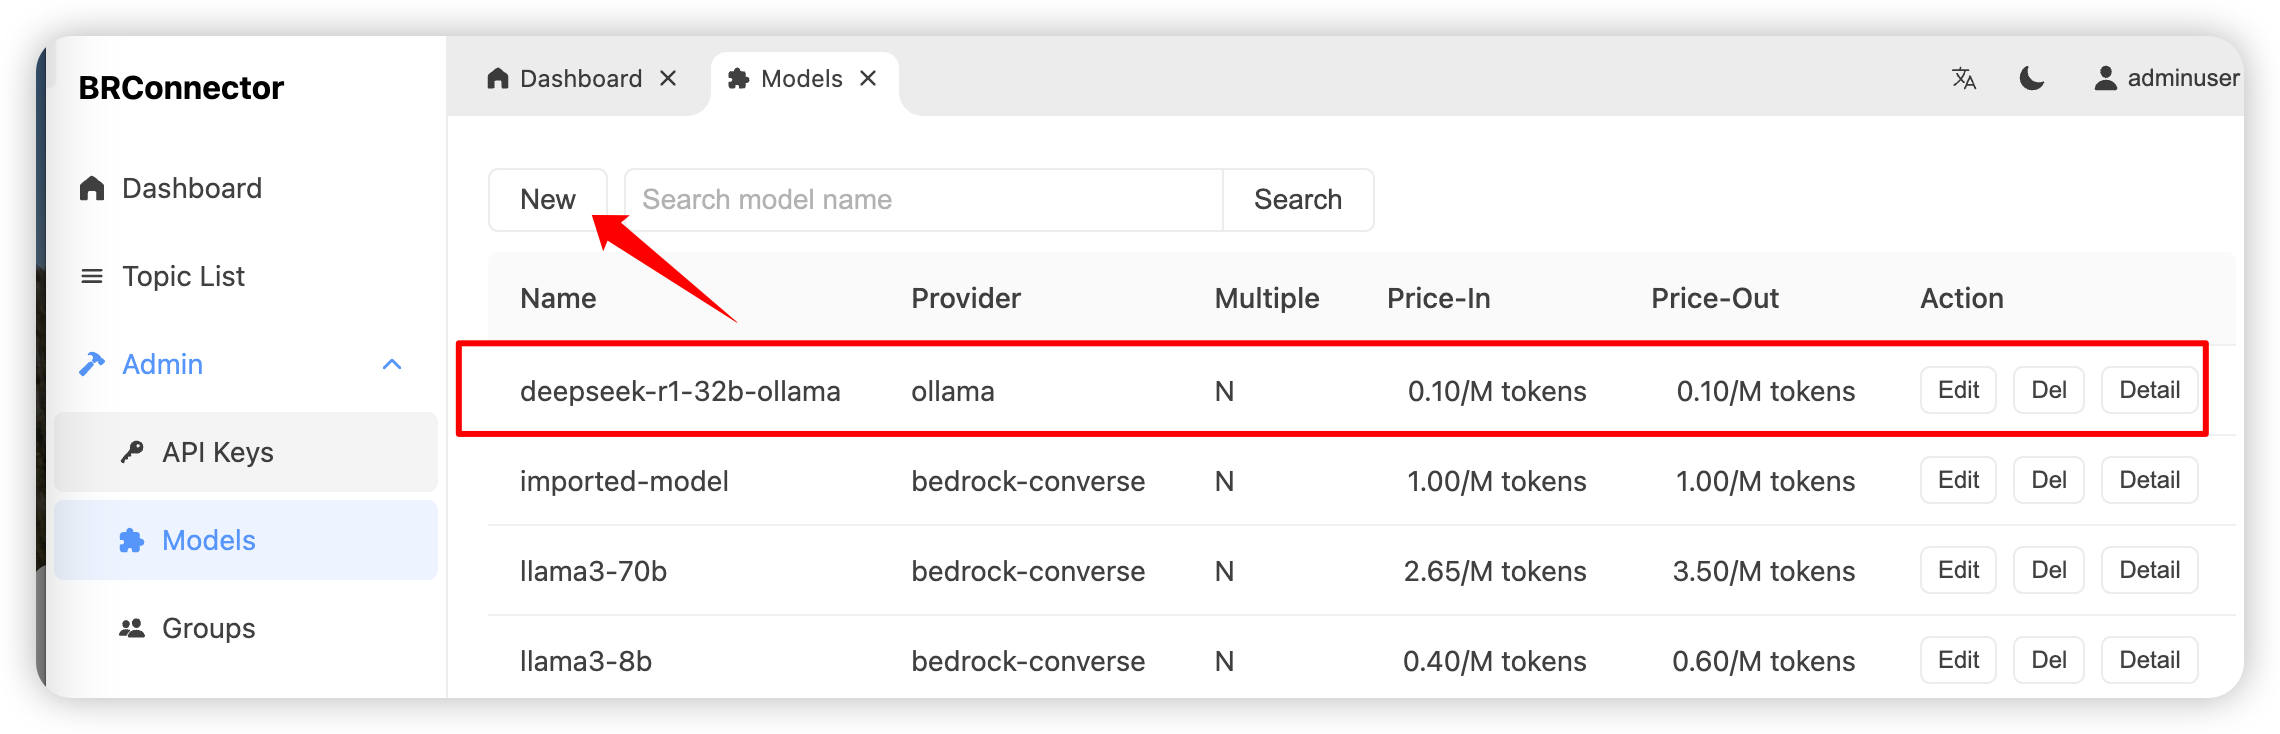 BRConnector
Dashboard
Topic List
Admin
API Keys
Models
Groups
Dashboard
Models
adminuser
New
Search model name
Search
Name Provider Multiple Price-In Price-Out Action
deepseek-r1-32b-ollama ollama N 0.10/M tokens 0.10/M tokens Edit Del Detail
imported-model bedrock-converse N 1.00/M tokens 1.00/M tokens Edit Del Detail
llama3-70b bedrock-converse N 2.65/M tokens 3.50/M tokens Edit Del Detail
llama3-8b bedrock-converse N 0.40/M tokens 0.60/M tokens Edit Del Detail